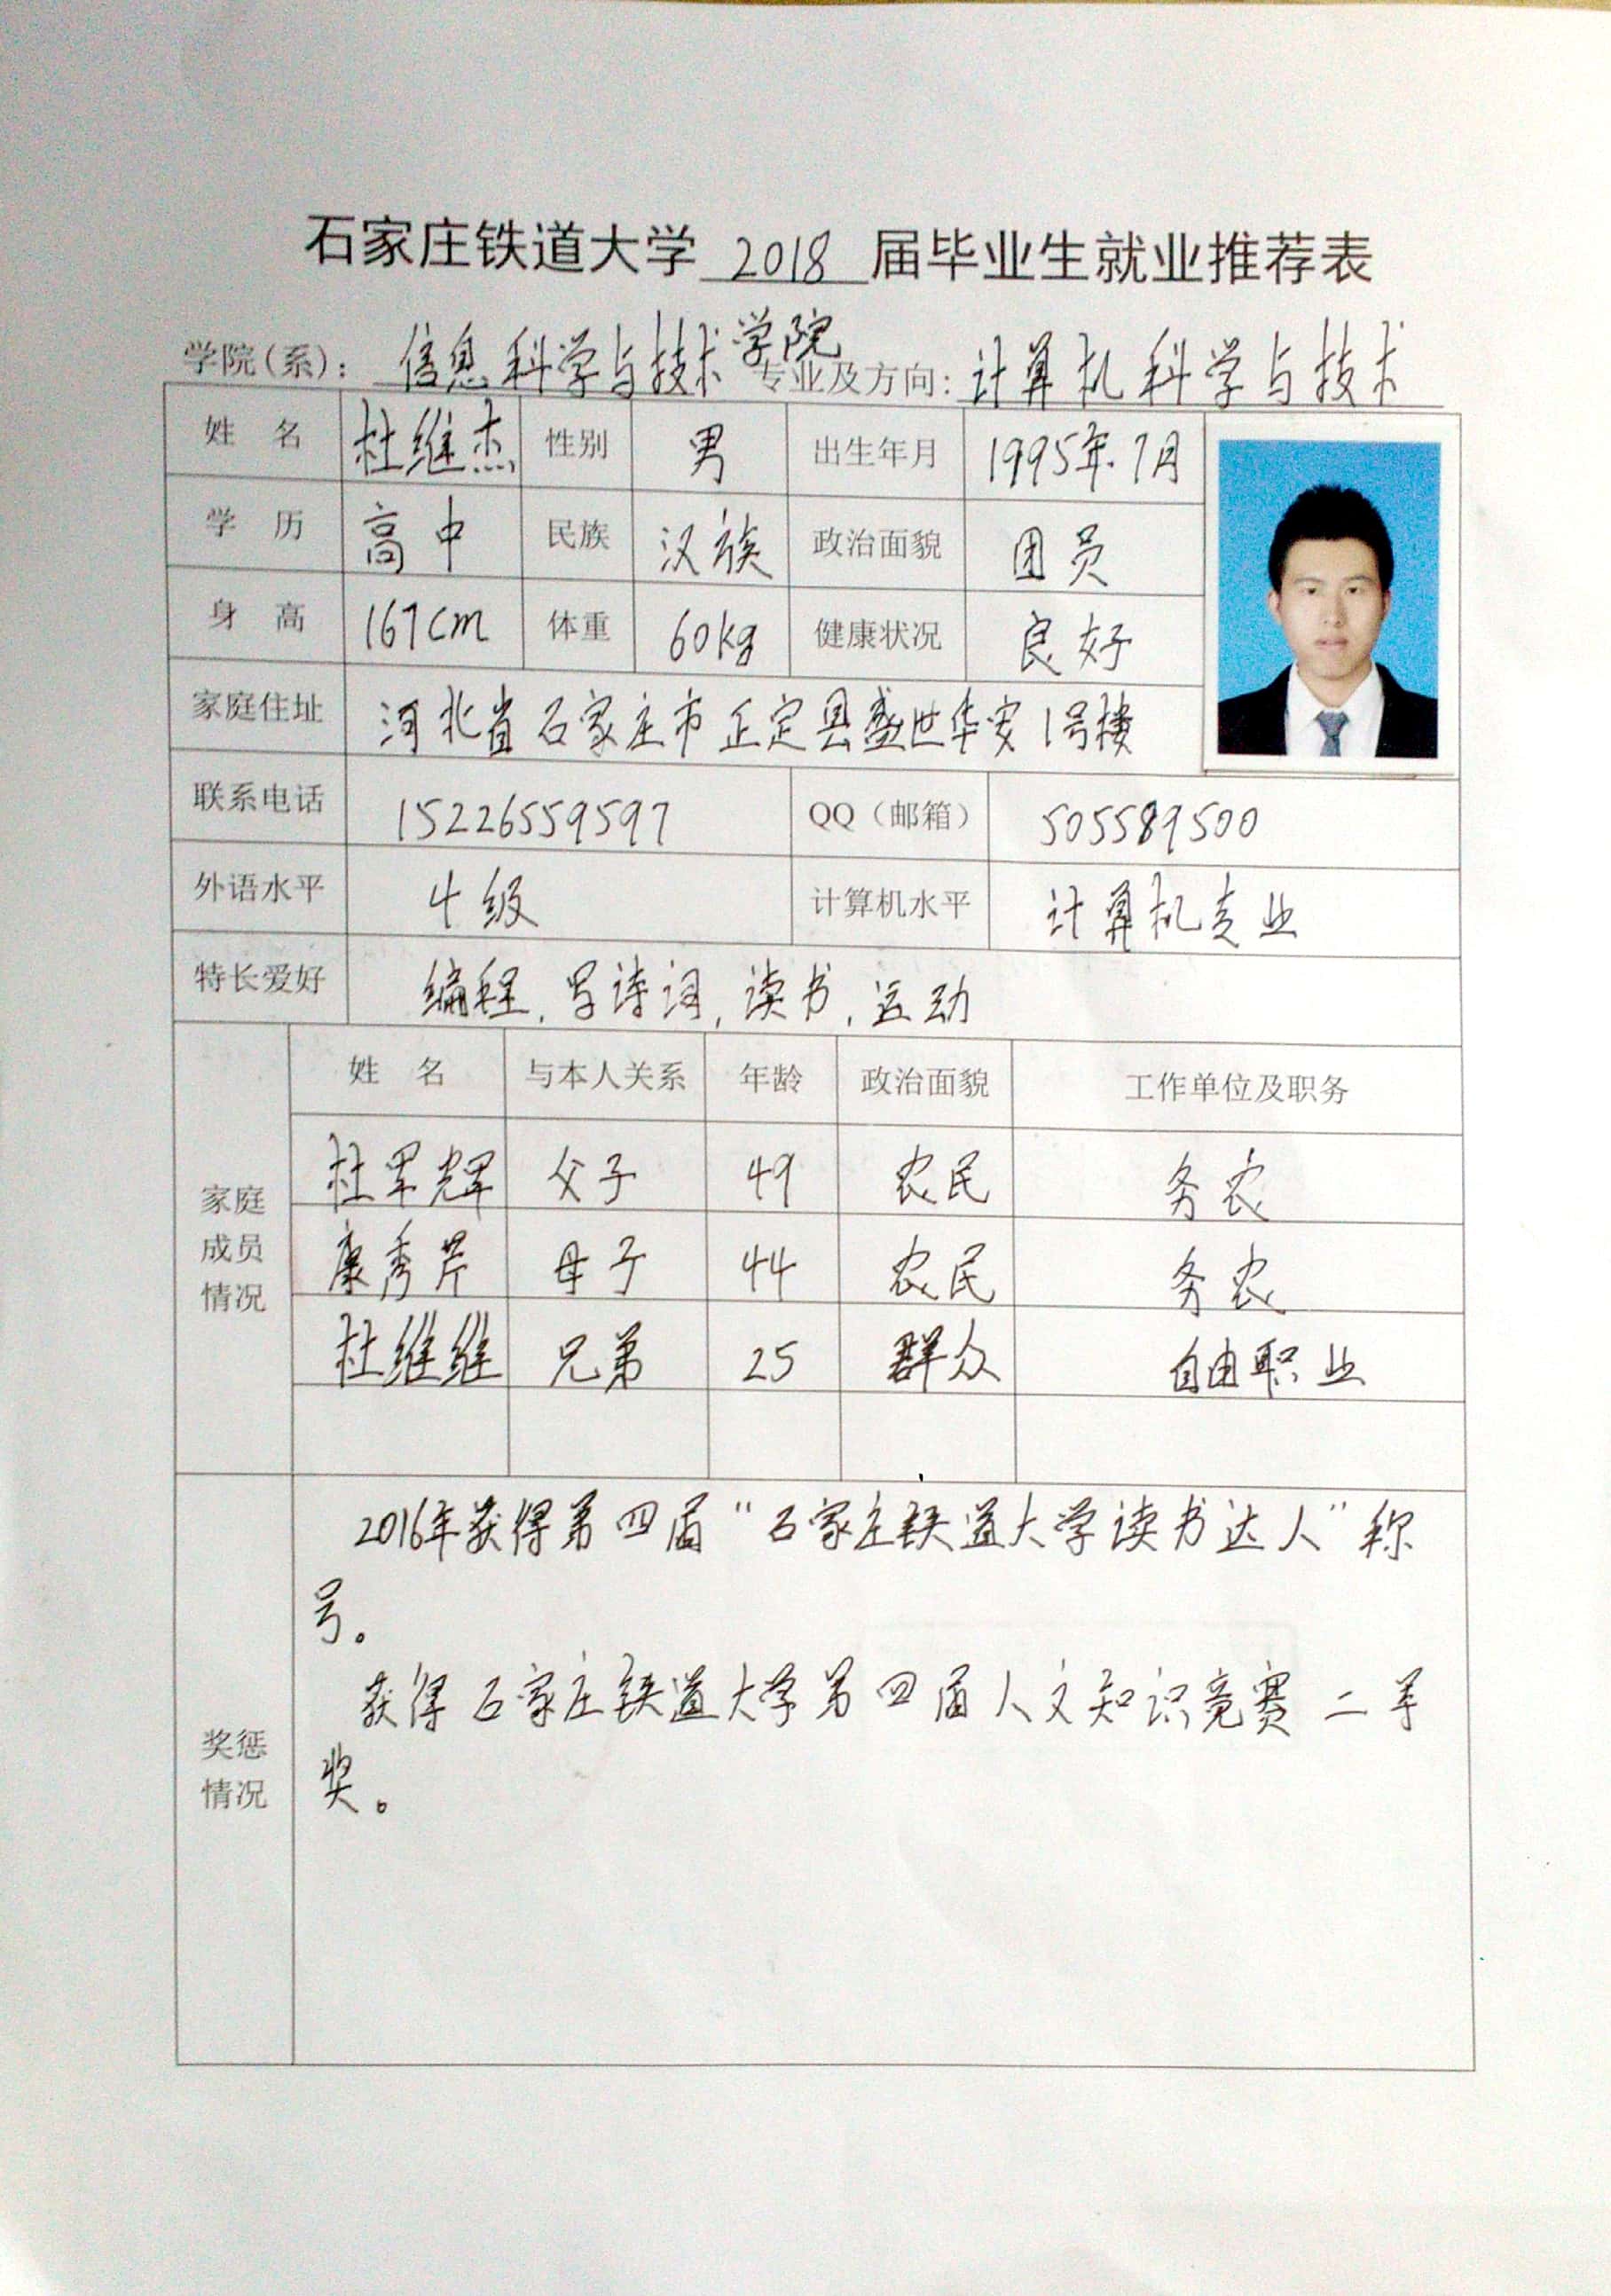 石家庄铁道大学 2018 届毕业生就业推荐表
学院(系): 信息科学与技术学院 专业及方向: 计算机科学与技术
姓 名 杜继杰 性别 男 出生年月 1995年.7月
学 历 高中 民族 汉族 政治面貌 团员
身 高 167cm 体重 60kg 健康状况 良好
家庭住址 河北省石家庄市正定县盛世华安1号楼
联系电话 15226559597 QQ（邮箱） 505589500
外语水平 4级 计算机水平 计算机专业
特长爱好 编程,写诗词,读书,运动
家庭成员情况
姓 名 与本人关系 年龄 政治面貌 工作单位及职务
杜军辉 父子 49 农民 务农
康秀芹 母子 44 农民 务农
杜继继 兄弟 25 群众 自由职业
奖惩情况
2016年获得第四届“石家庄铁道大学读书达人”称
号。
获得石家庄铁道大学第四届人文知识竞赛二等
奖。